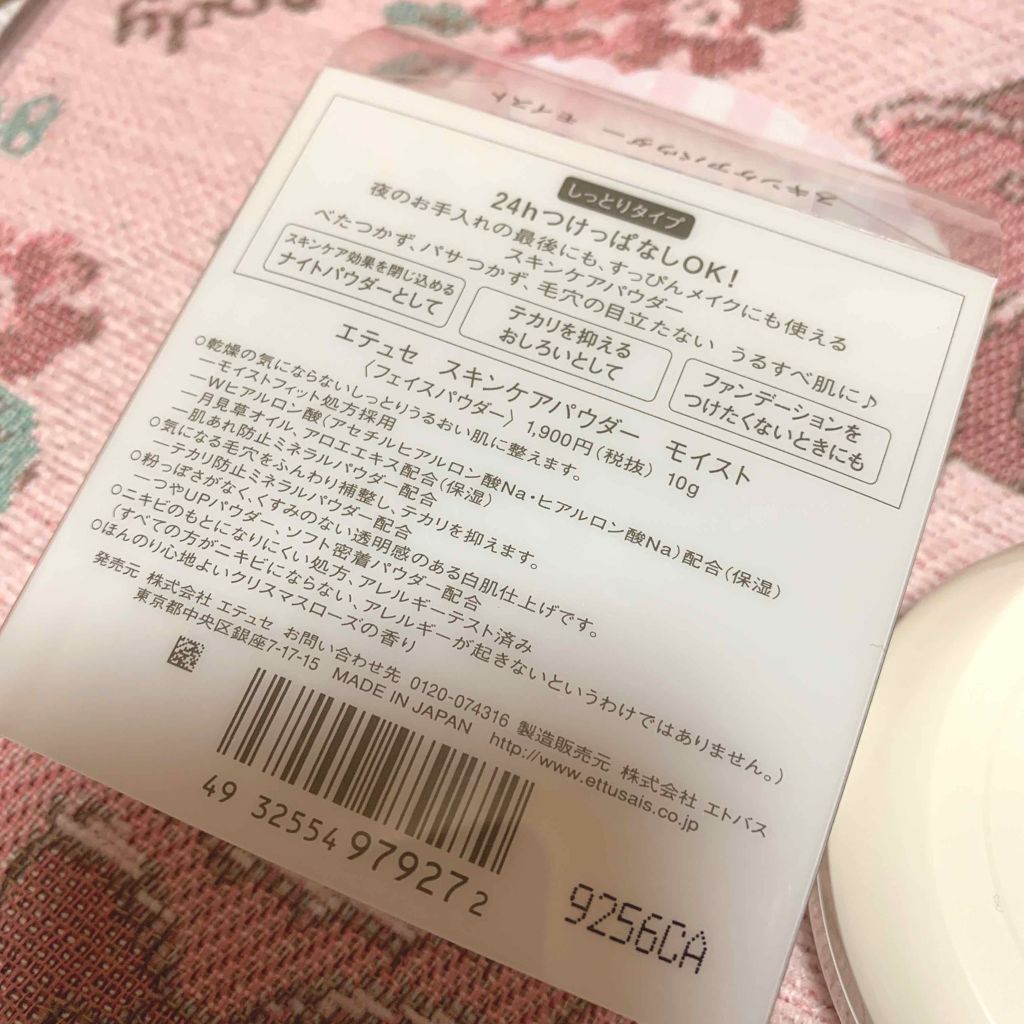 スキンケアパウダー モイスト
しっとりタイプ
24hつけっぱなしOK!
夜のお手入れの最後にも、すっぴんメイクにも使える
スキンケアパウダー
べたつかず、パサつかず、毛穴の目立たない うるすべ肌に♪
スキンケア効果を閉じ込める
ナイトパウダーとして
テカリを抑える
おしろいとして
ファンデーションを
つけたくないときにも
エテュセ スキンケアパウダー モイスト
〈フェイスパウダー〉 1,900円(税抜) 10g
○乾燥の気にならないしっとりうるおい肌に整えます。
―モイストフィット処方採用
―Wヒアルロン酸(アセチルヒアルロン酸Na・ヒアルロン酸Na)配合(保湿)
―月見草オイル、アロエエキス配合(保湿)
―肌あれ防止ミネラルパウダー配合
○気になる毛穴をふんわり補整し、テカリを抑えます。
―テカリ防止ミネラルパウダー配合
○粉っぽさがなく、くすみのない透明感のある白肌仕上げです。
―つやUPパウダー、ソフト密着パウダー配合
○ニキビのもとになりにくい処方、アレルギーテスト済み
(すべての方がニキビにならない、アレルギーが起きないというわけではありません。)
○ほんのり心地よいクリスマスローズの香り
発売元 株式会社 エテュセ お問い合わせ先 0120-074316 製造販売元 株式会社 エトバス
東京都中央区銀座7-17-15 MADE IN JAPAN http://www.ettusais.co.jp
49 32554 97927 2
9256CA